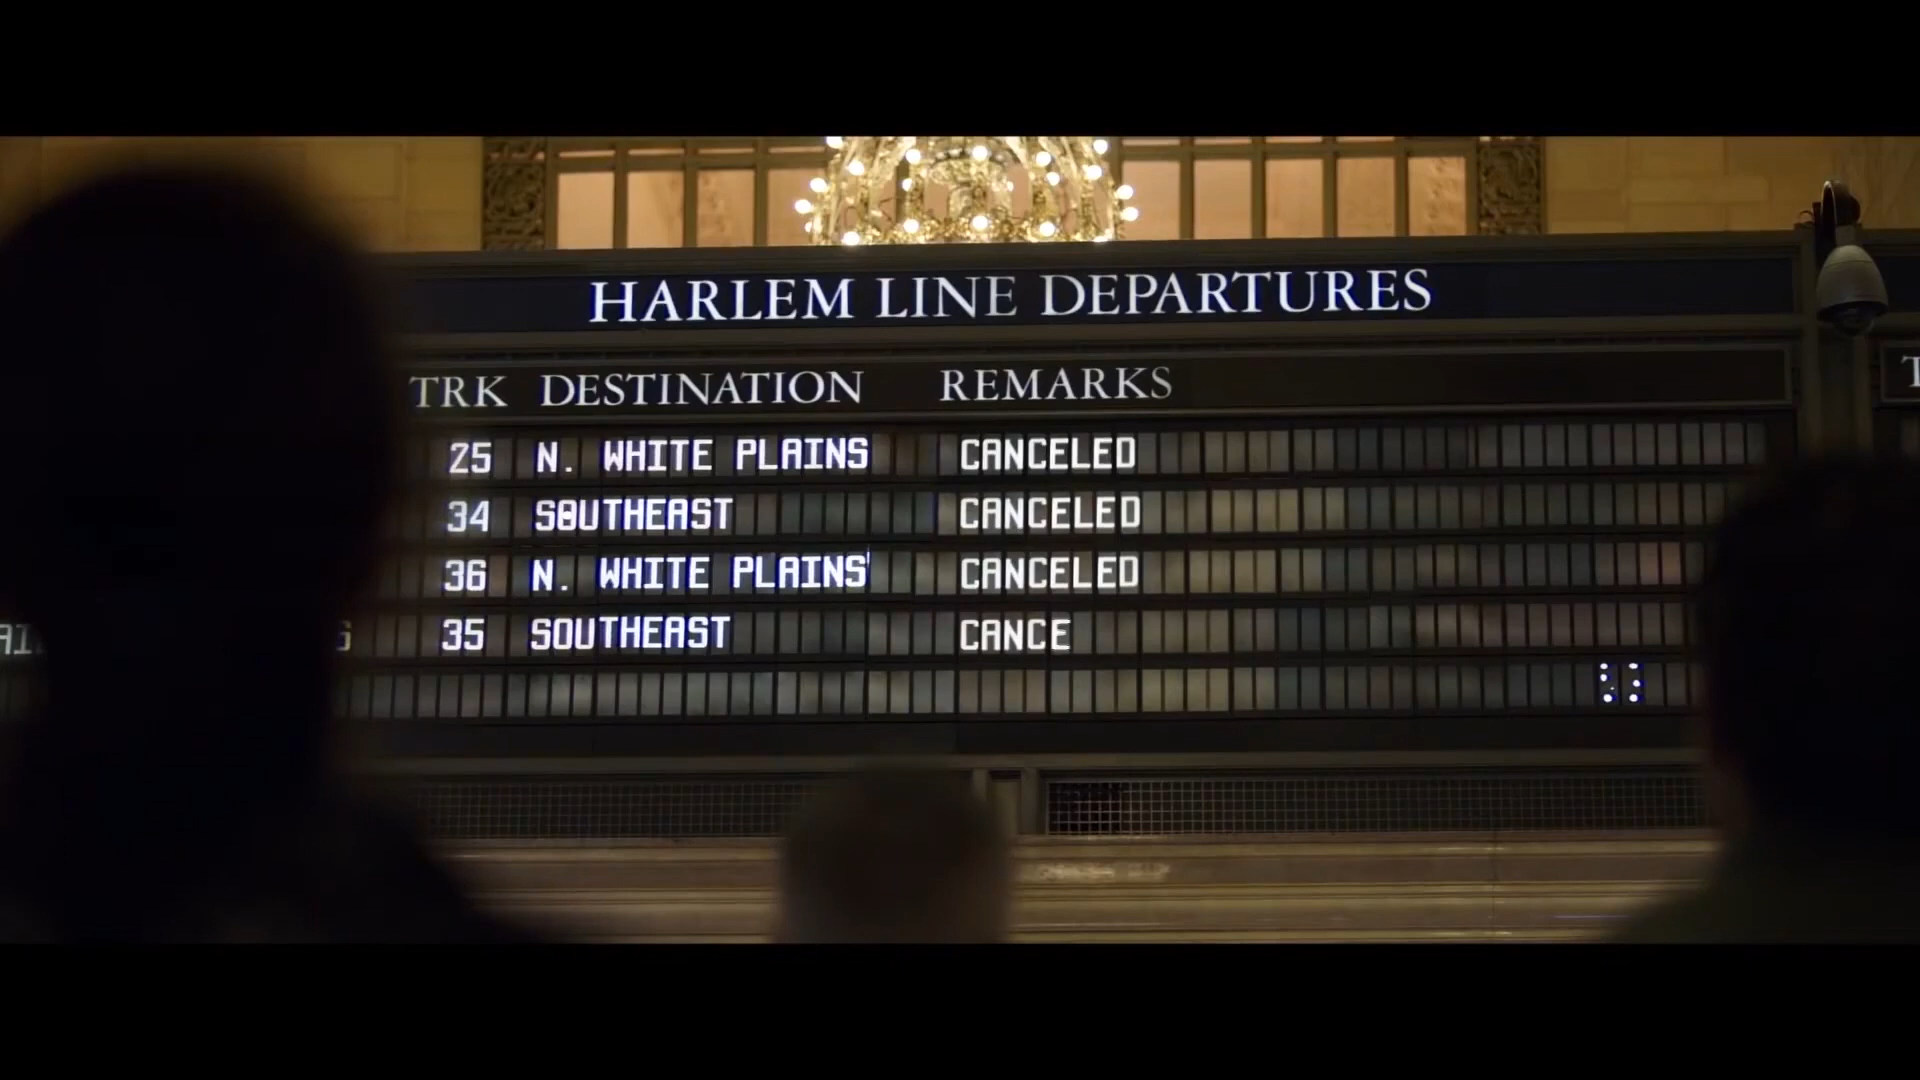 HARLEM LINE DEPARTURES
TRK DESTINATION REMARKS
25 N. WHITE PLAINS CANCELED
34 SOUTHEAST CANCELED
36 N. WHITE PLAINS CANCELED
35 SOUTHEAST CANCE